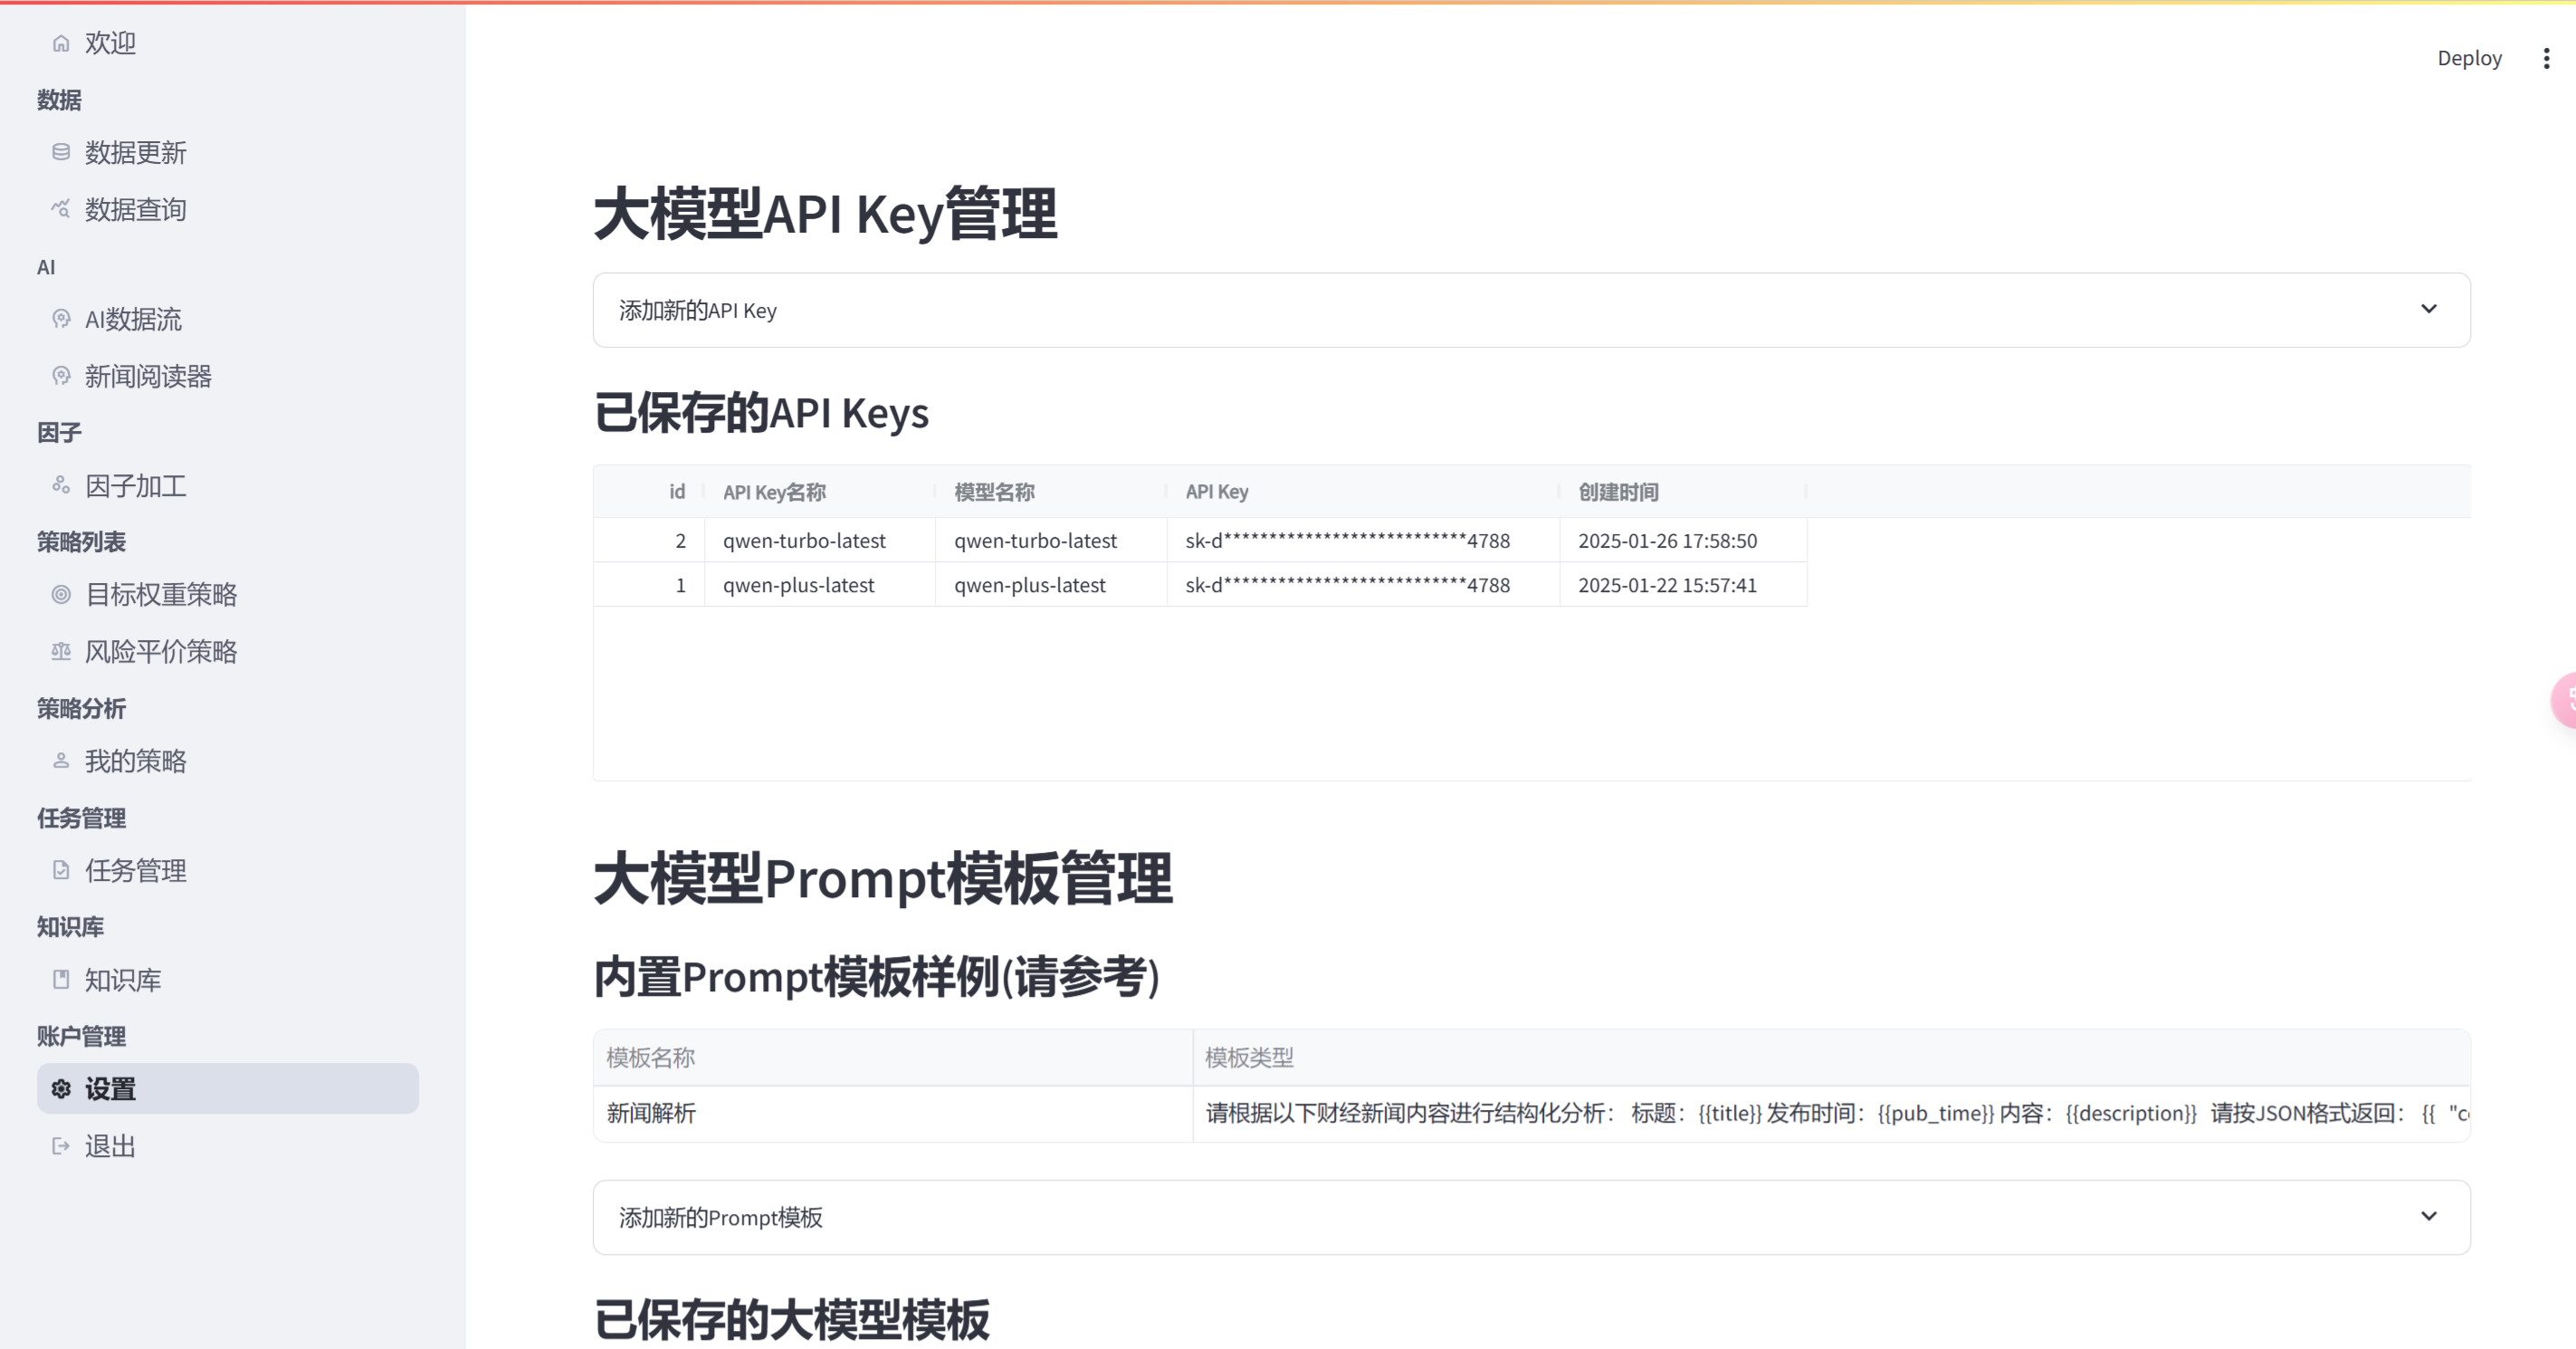 欢迎
数据
数据更新
数据查询
AI
AI数据流
新闻阅读器
因子
因子加工
策略列表
目标权重策略
风险平价策略
策略分析
我的策略
任务管理
任务管理
知识库
知识库
账户管理
设置
退出
Deploy
大模型API Key管理
添加新的API Key
已保存的API Keys
id API Key名称 模型名称 API Key 创建时间
2 qwen-turbo-latest qwen-turbo-latest sk-d***************************4788 2025-01-26 17:58:50
1 qwen-plus-latest qwen-plus-latest sk-d***************************4788 2025-01-22 15:57:41
大模型Prompt模板管理
内置Prompt模板样例(请参考)
模板名称 模板类型
新闻解析 请根据以下财经新闻内容进行结构化分析： 标题：{{title}} 发布时间：{{pub_time}} 内容：{{description}} 请按JSON格式返回： {{ "c
添加新的Prompt模板
已保存的大模型模板